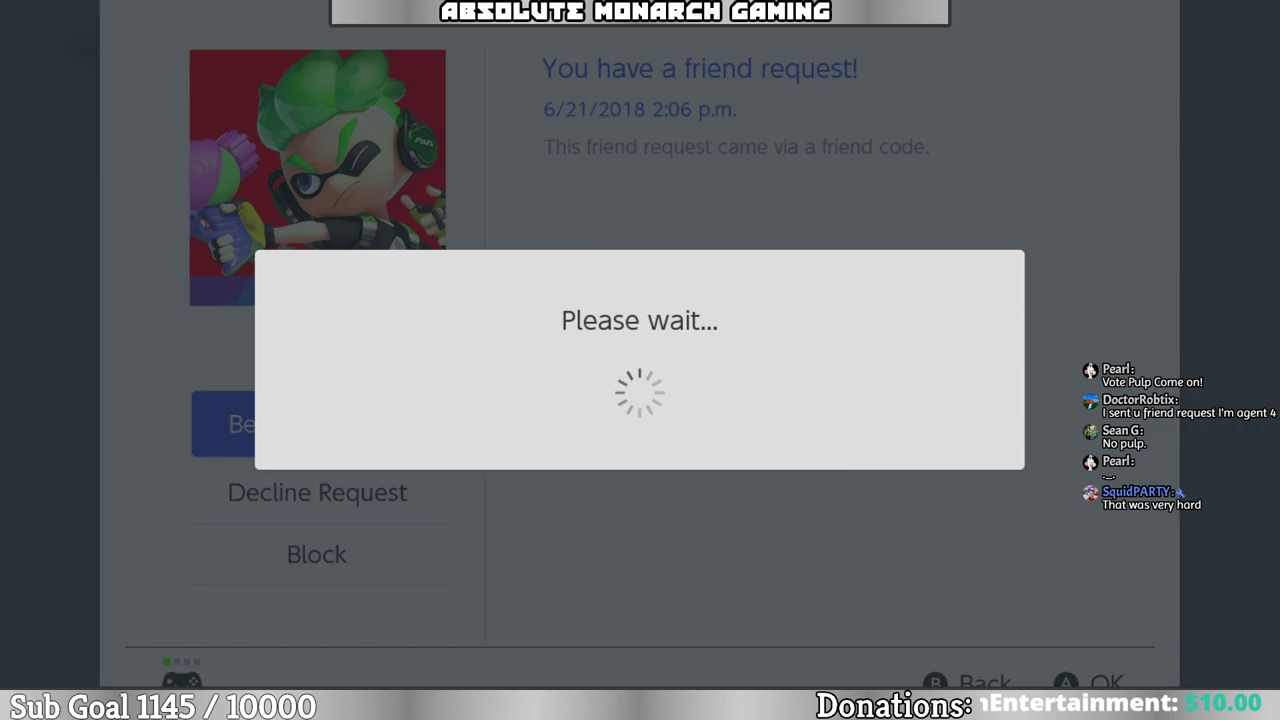 ABSOLUTE MONARCH GAMING
You have a friend request!
6/21/2018 2:06 p.m.
This friend request came via a friend code.
Please wait...
Be
Decline Request
Block
Pearl:
Vote Pulp Come on!
DoctorRobtix:
I sent u friend request I'm agent 4
Sean G:
No pulp.
Pearl:
._.
SquidPARTY:
That was very hard
B Back A OK
Sub Goal 1145 / 10000
Donations: nEntertainment: $10.00